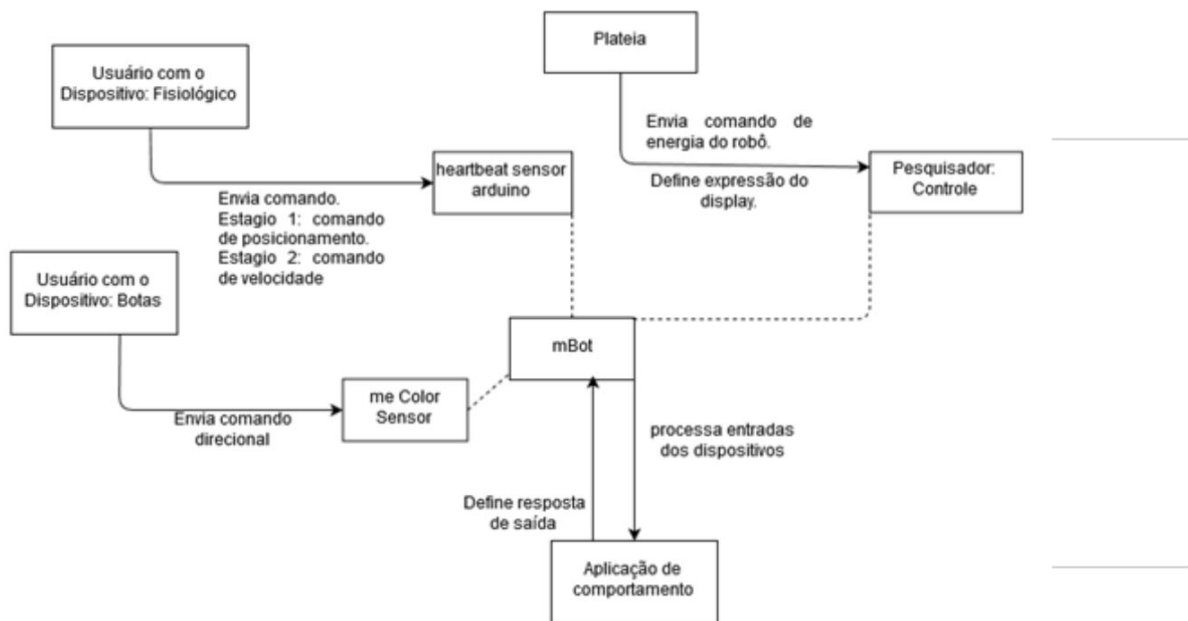 Plateia
Usuário com o
Dispositivo: Fisiológico
Envia comando de
energia do robô.
heartbeat sensor
arduino
Pesquisador:
Controle
Define expressão do
display.
Envia comando.
Estagio 1: comando
de posicionamento.
Estagio 2: comando
de velocidade
Usuário com o
Dispositivo: Botas
mBot
me Color
Sensor
Envia comando
direcional
processa entradas
dos dispositivos
Define resposta
de saída
Aplicação de
comportamento